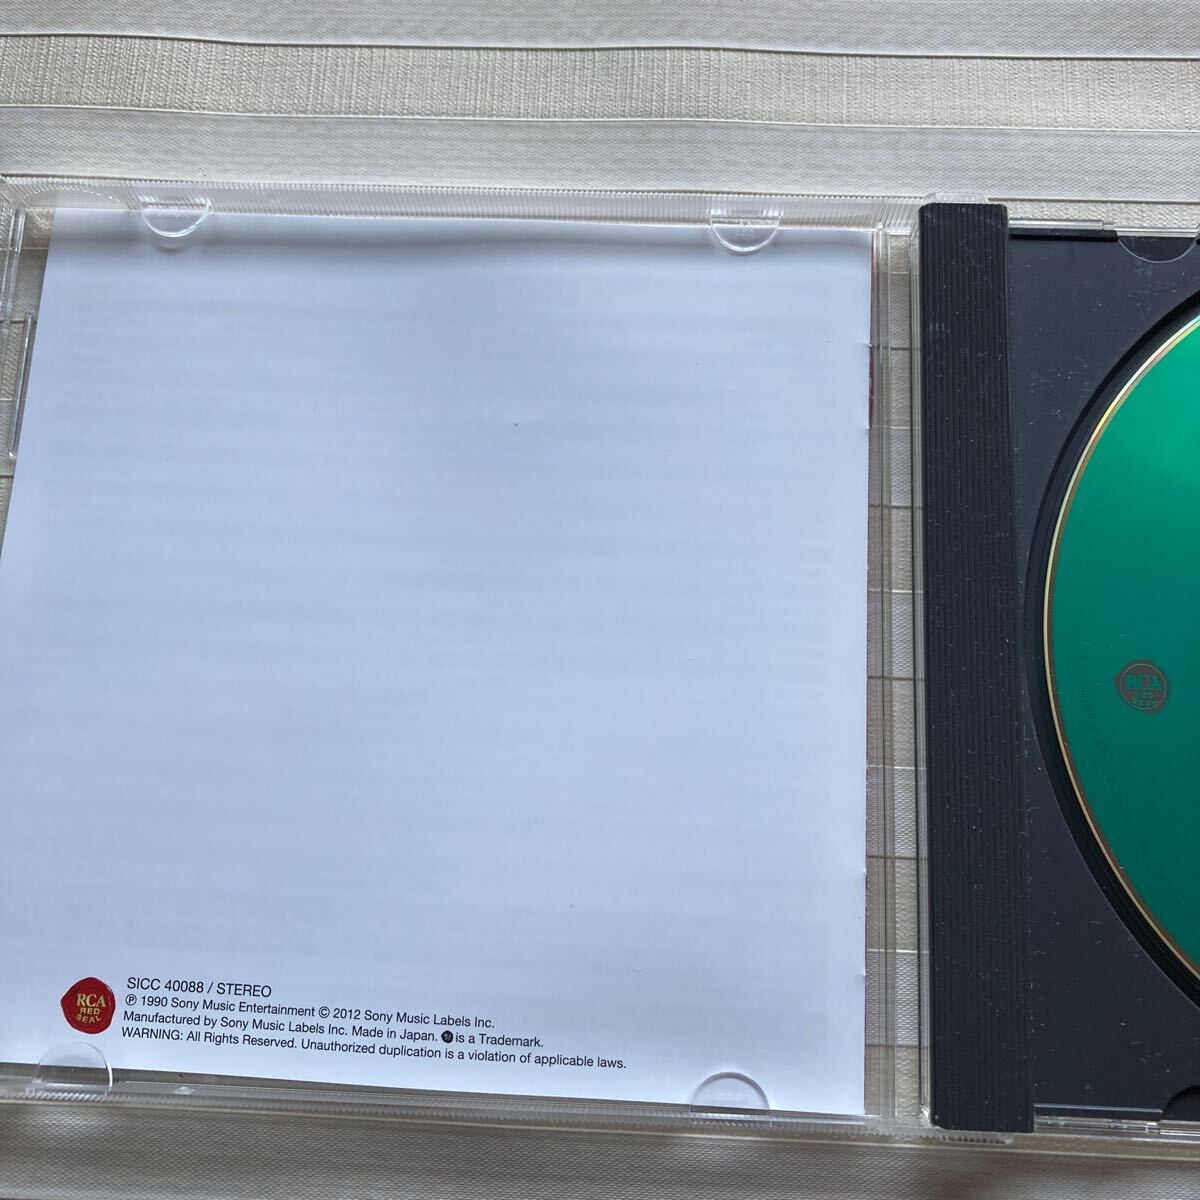 RCA
RED
SEAL
SICC 40088 / STEREO
℗ 1990 Sony Music Entertainment © 2012 Sony Music Labels Inc.
Manufactured by Sony Music Labels Inc. Made in Japan. is a Trademark.
WARNING: All Rights Reserved. Unauthorized duplication is a violation of applicable laws.
RCA
RED
SEAL